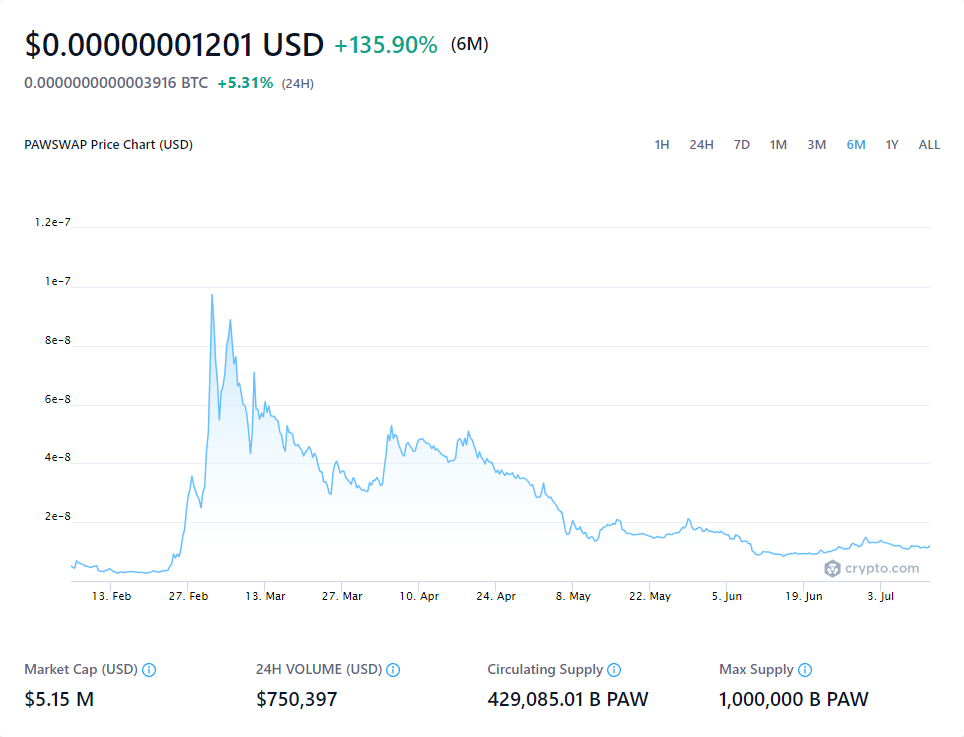 $0.00000001201 USD +135.90% (6M)
0.0000000000003916 BTC +5.31% (24H)
PAWSWAP Price Chart (USD) 1H 24H 7D 1M 3M 6M 1Y ALL
1.2e-7
1e-7
8e-8
6e-8
4e-8
2e-8
crypto.com
13. Feb 27. Feb 13. Mar 27. Mar 10. Apr 24. Apr 8. May 22. May 5. Jun 19. Jun 3. Jul
Market Cap (USD) 24H VOLUME (USD) Circulating Supply Max Supply
$5.15 M $750,397 429,085.01 B PAW 1,000,000 B PAW